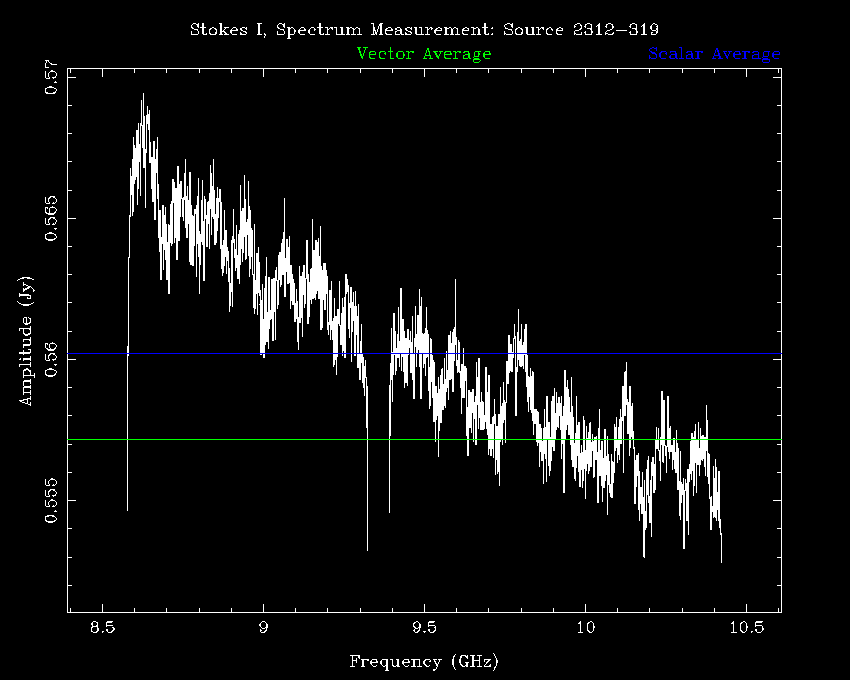 Stokes I, Spectrum Measurement: Source 2312-319
Vector Average
Scalar Average
0.57
0.565
0.56
0.555
Amplitude (Jy)
8.5
9
9.5
10
10.5
Frequency (GHz)